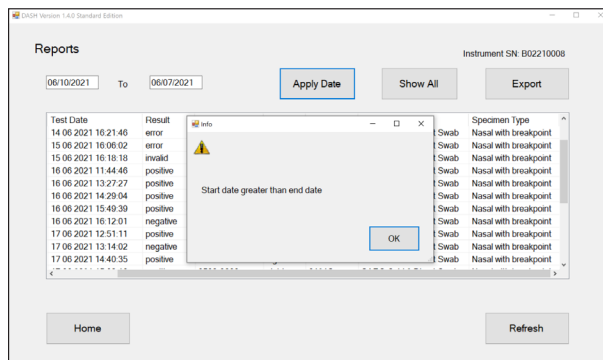 DASH Version 1.4.0 Standard Edition
Reports
Instrument SN: B02210008
06/10/2021 To 06/07/2021 Apply Date Show All Export
Test Date Result Specimen Type
14 06 2021 16:21:46 error t Swab Nasal with breakpoint
15 06 2021 16:06:02 error t Swab Nasal with breakpoint
15 06 2021 16:18:18 invalid t Swab Nasal with breakpoint
16 06 2021 11:44:46 positive t Swab Nasal with breakpoint
16 06 2021 13:27:27 positive t Swab Nasal with breakpoint
16 06 2021 14:29:04 positive t Swab Nasal with breakpoint
16 06 2021 15:49:39 positive t Swab Nasal with breakpoint
16 06 2021 16:12:01 negative t Swab Nasal with breakpoint
17 06 2021 12:51:11 positive t Swab Nasal with breakpoint
17 06 2021 13:14:02 negative t Swab Nasal with breakpoint
17 06 2021 14:40:35 positive t Swab Nasal with breakpoint
Info
Start date greater than end date
OK
Home Refresh